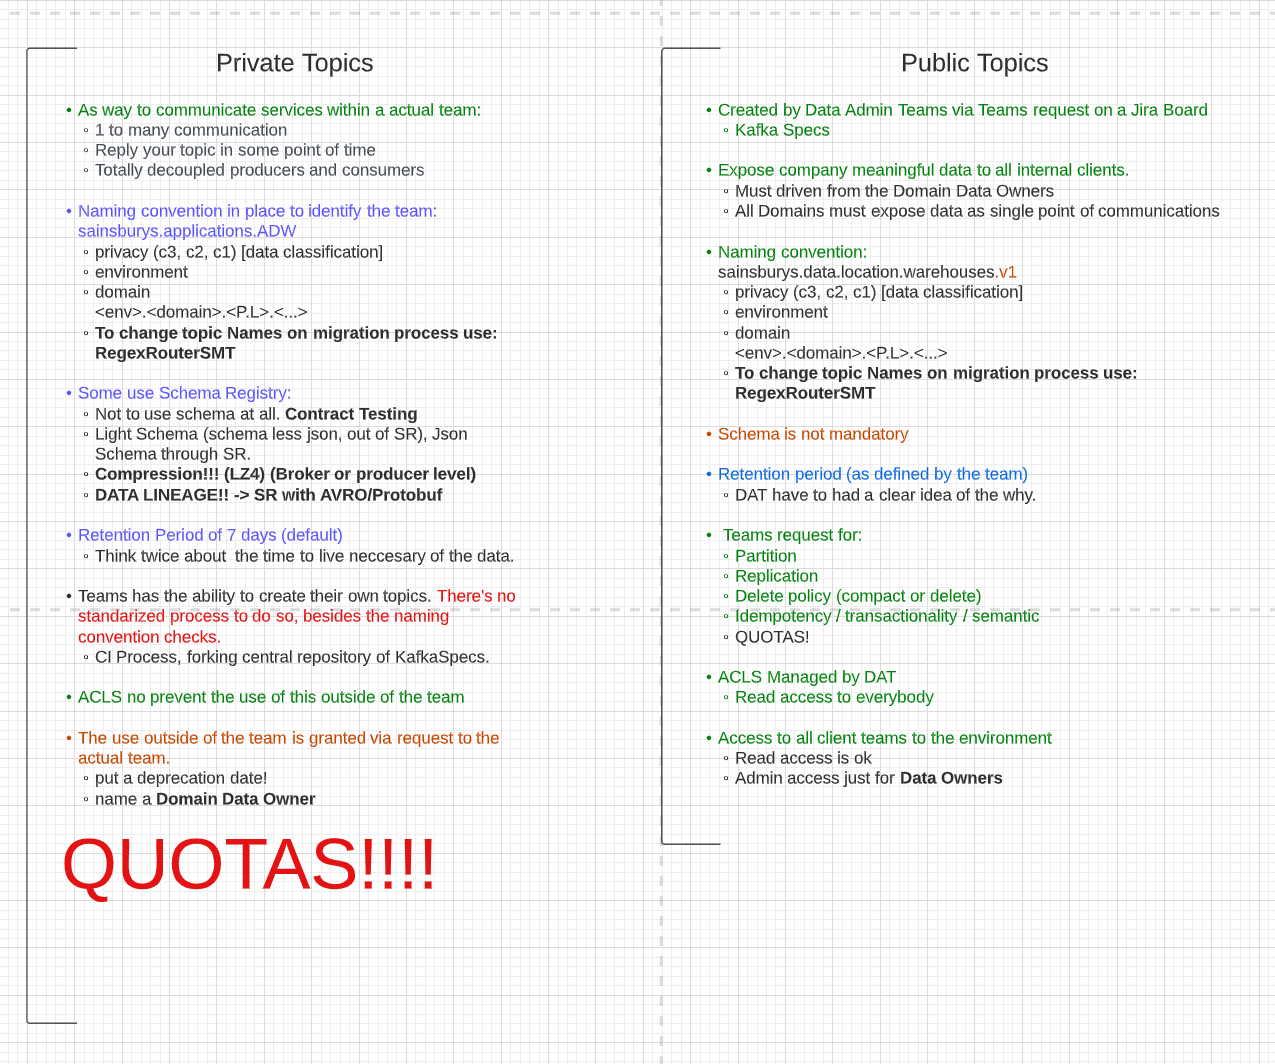 Private Topics
• As way to communicate services within a actual team:
◦ 1 to many communication
◦ Reply your topic in some point of time
◦ Totally decoupled producers and consumers
• Naming convention in place to identify the team:
sainsburys.applications.ADW
◦ privacy (c3, c2, c1) [data classification]
◦ environment
◦ domain
<env>.<domain>.<P.L>.<...>
◦ To change topic Names on migration process use:
RegexRouterSMT
• Some use Schema Registry:
◦ Not to use schema at all. Contract Testing
◦ Light Schema (schema less json, out of SR), Json
Schema through SR.
◦ Compression!!! (LZ4) (Broker or producer level)
◦ DATA LINEAGE!! -> SR with AVRO/Protobuf
• Retention Period of 7 days (default)
◦ Think twice about  the time to live neccesary of the data.
• Teams has the ability to create their own topics. There's no
standarized process to do so, besides the naming
convention checks.
◦ CI Process, forking central repository of KafkaSpecs.
• ACLS no prevent the use of this outside of the team
• The use outside of the team is granted via request to the
actual team.
◦ put a deprecation date!
◦ name a Domain Data Owner
QUOTAS!!!!
Public Topics
• Created by Data Admin Teams via Teams request on a Jira Board
◦ Kafka Specs
• Expose company meaningful data to all internal clients.
◦ Must driven from the Domain Data Owners
◦ All Domains must expose data as single point of communications
• Naming convention:
sainsburys.data.location.warehouses.v1
◦ privacy (c3, c2, c1) [data classification]
◦ environment
◦ domain
<env>.<domain>.<P.L>.<...>
◦ To change topic Names on migration process use:
RegexRouterSMT
• Schema is not mandatory
• Retention period (as defined by the team)
◦ DAT have to had a clear idea of the why.
• Teams request for:
◦ Partition
◦ Replication
◦ Delete policy (compact or delete)
◦ Idempotency / transactionality / semantic
◦ QUOTAS!
• ACLS Managed by DAT
◦ Read access to everybody
• Access to all client teams to the environment
◦ Read access is ok
◦ Admin access just for Data Owners